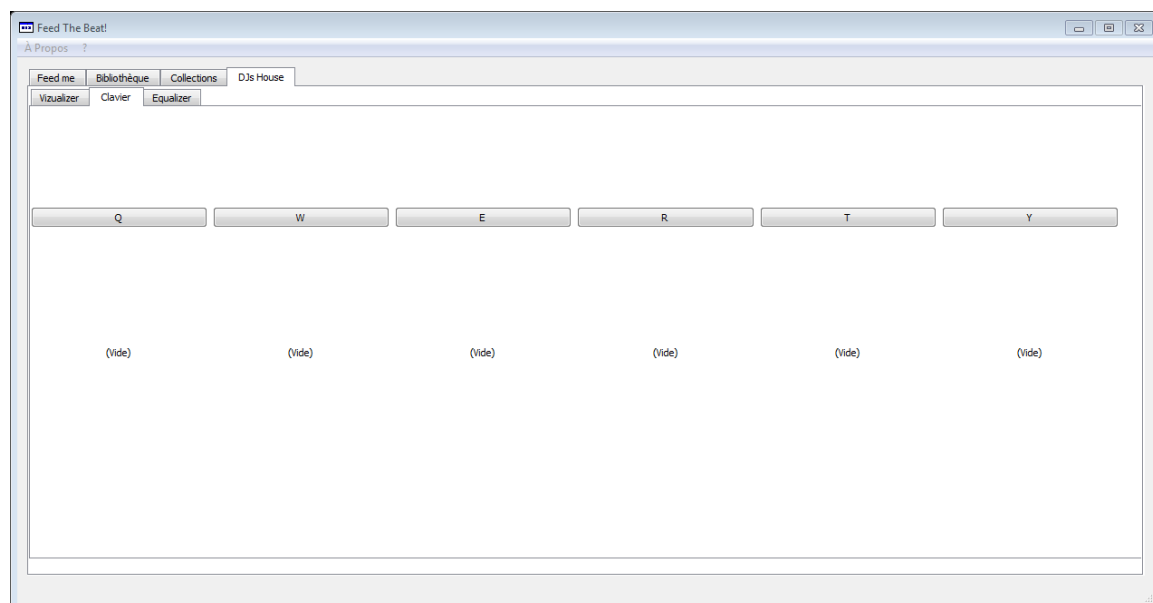 Feed The Beat!
À Propos ?
Feed me Bibliothèque Collections DJs House
Vizualizer Clavier Equalizer
Q W E R T Y
(Vide) (Vide) (Vide) (Vide) (Vide) (Vide)